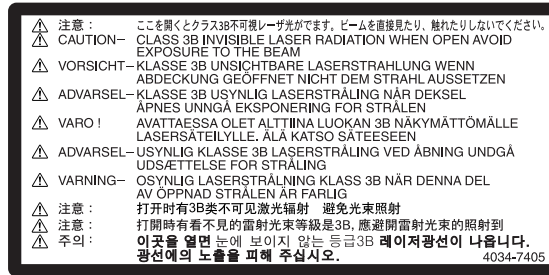 注意： ここを開くとクラス3B不可視レーザ光がでます。ビームを直接見たり、触れたりしないでください。
CAUTION– CLASS 3B INVISIBLE LASER RADIATION WHEN OPEN AVOID
EXPOSURE TO THE BEAM
VORSICHT–KLASSE 3B UNSICHTBARE LASERSTRAHLUNG WENN
ABDECKUNG GEÖFFNET NICHT DEM STRAHL AUSSETZEN
ADVARSEL–KLASSE 3B USYNLIG LASERSTRÅLING NÅR DEKSEL
ÅPNES UNNGÅ EKSPONERING FOR STRÅLEN
VARO ! AVATTAESSA OLET ALTTIINA LUOKAN 3B NÄKYMÄTTÖMÄLLE
LASERSÄTEILYLLE. ÄLÄ KATSO SÄTEESEEN
ADVARSEL–USYNLIG KLASSE 3B LASERSTRÅLING VED ÅBNING UNDGÅ
UDSÆTTELSE FOR STRÅLING
VARNING– OSYNLIG LASERSTRÅLNING KLASS 3B NÄR DENNA DEL
AV ÖPPNAD STRÅLEN ÄR FARLIG
注意： 打开时有3B类不可见激光辐射 避免光束照射
注意： 打開時有看不見的雷射光束等級是3B, 應避開雷射光束的照射到
주의： 이곳을 열면 눈에 보이지 않는 등급3B 레이저광선이 나옵니다.
광선에의 노출을 피해 주십시오. 4034-7405